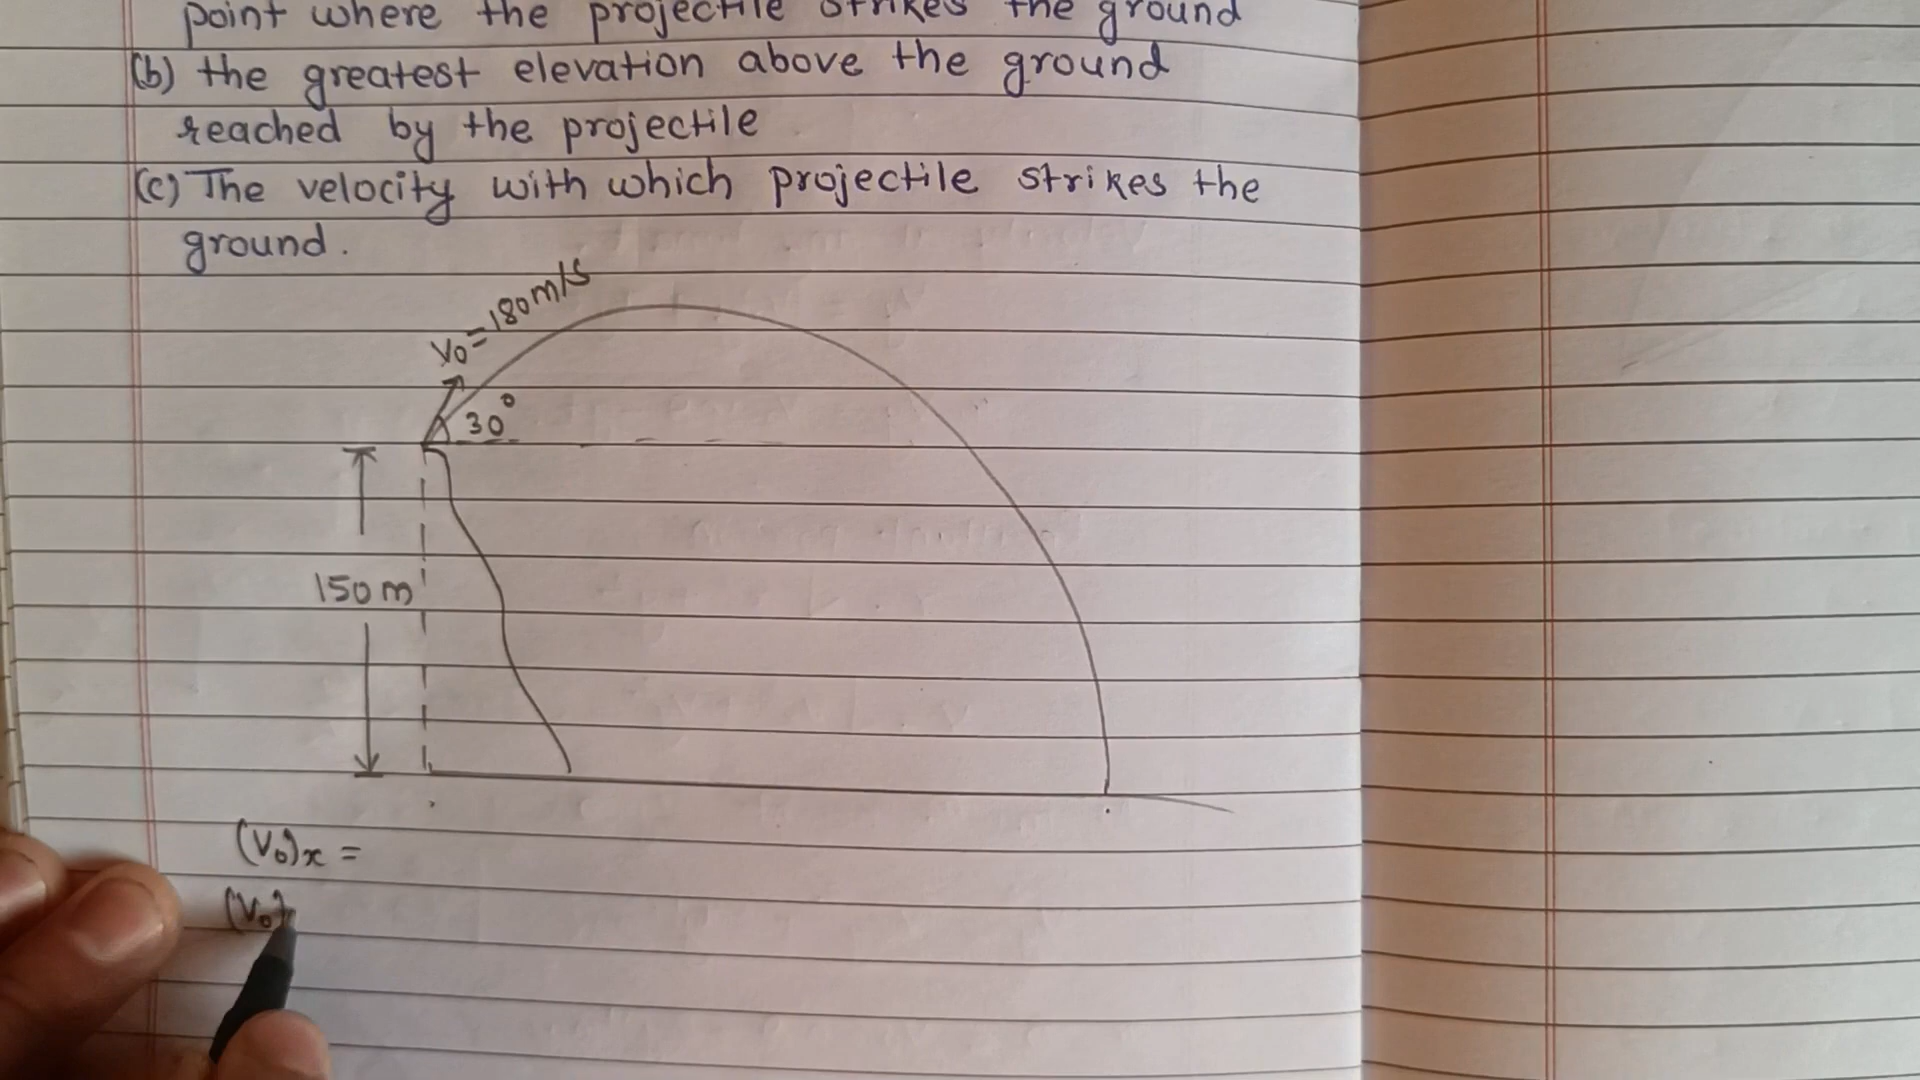 point where the projectile strikes the ground
(b) the greatest elevation above the ground
reached by the projectile
(c) The velocity with which projectile strikes the
ground.
V0 = 180 m/s
30°
150 m
(V0)x =
(V0)